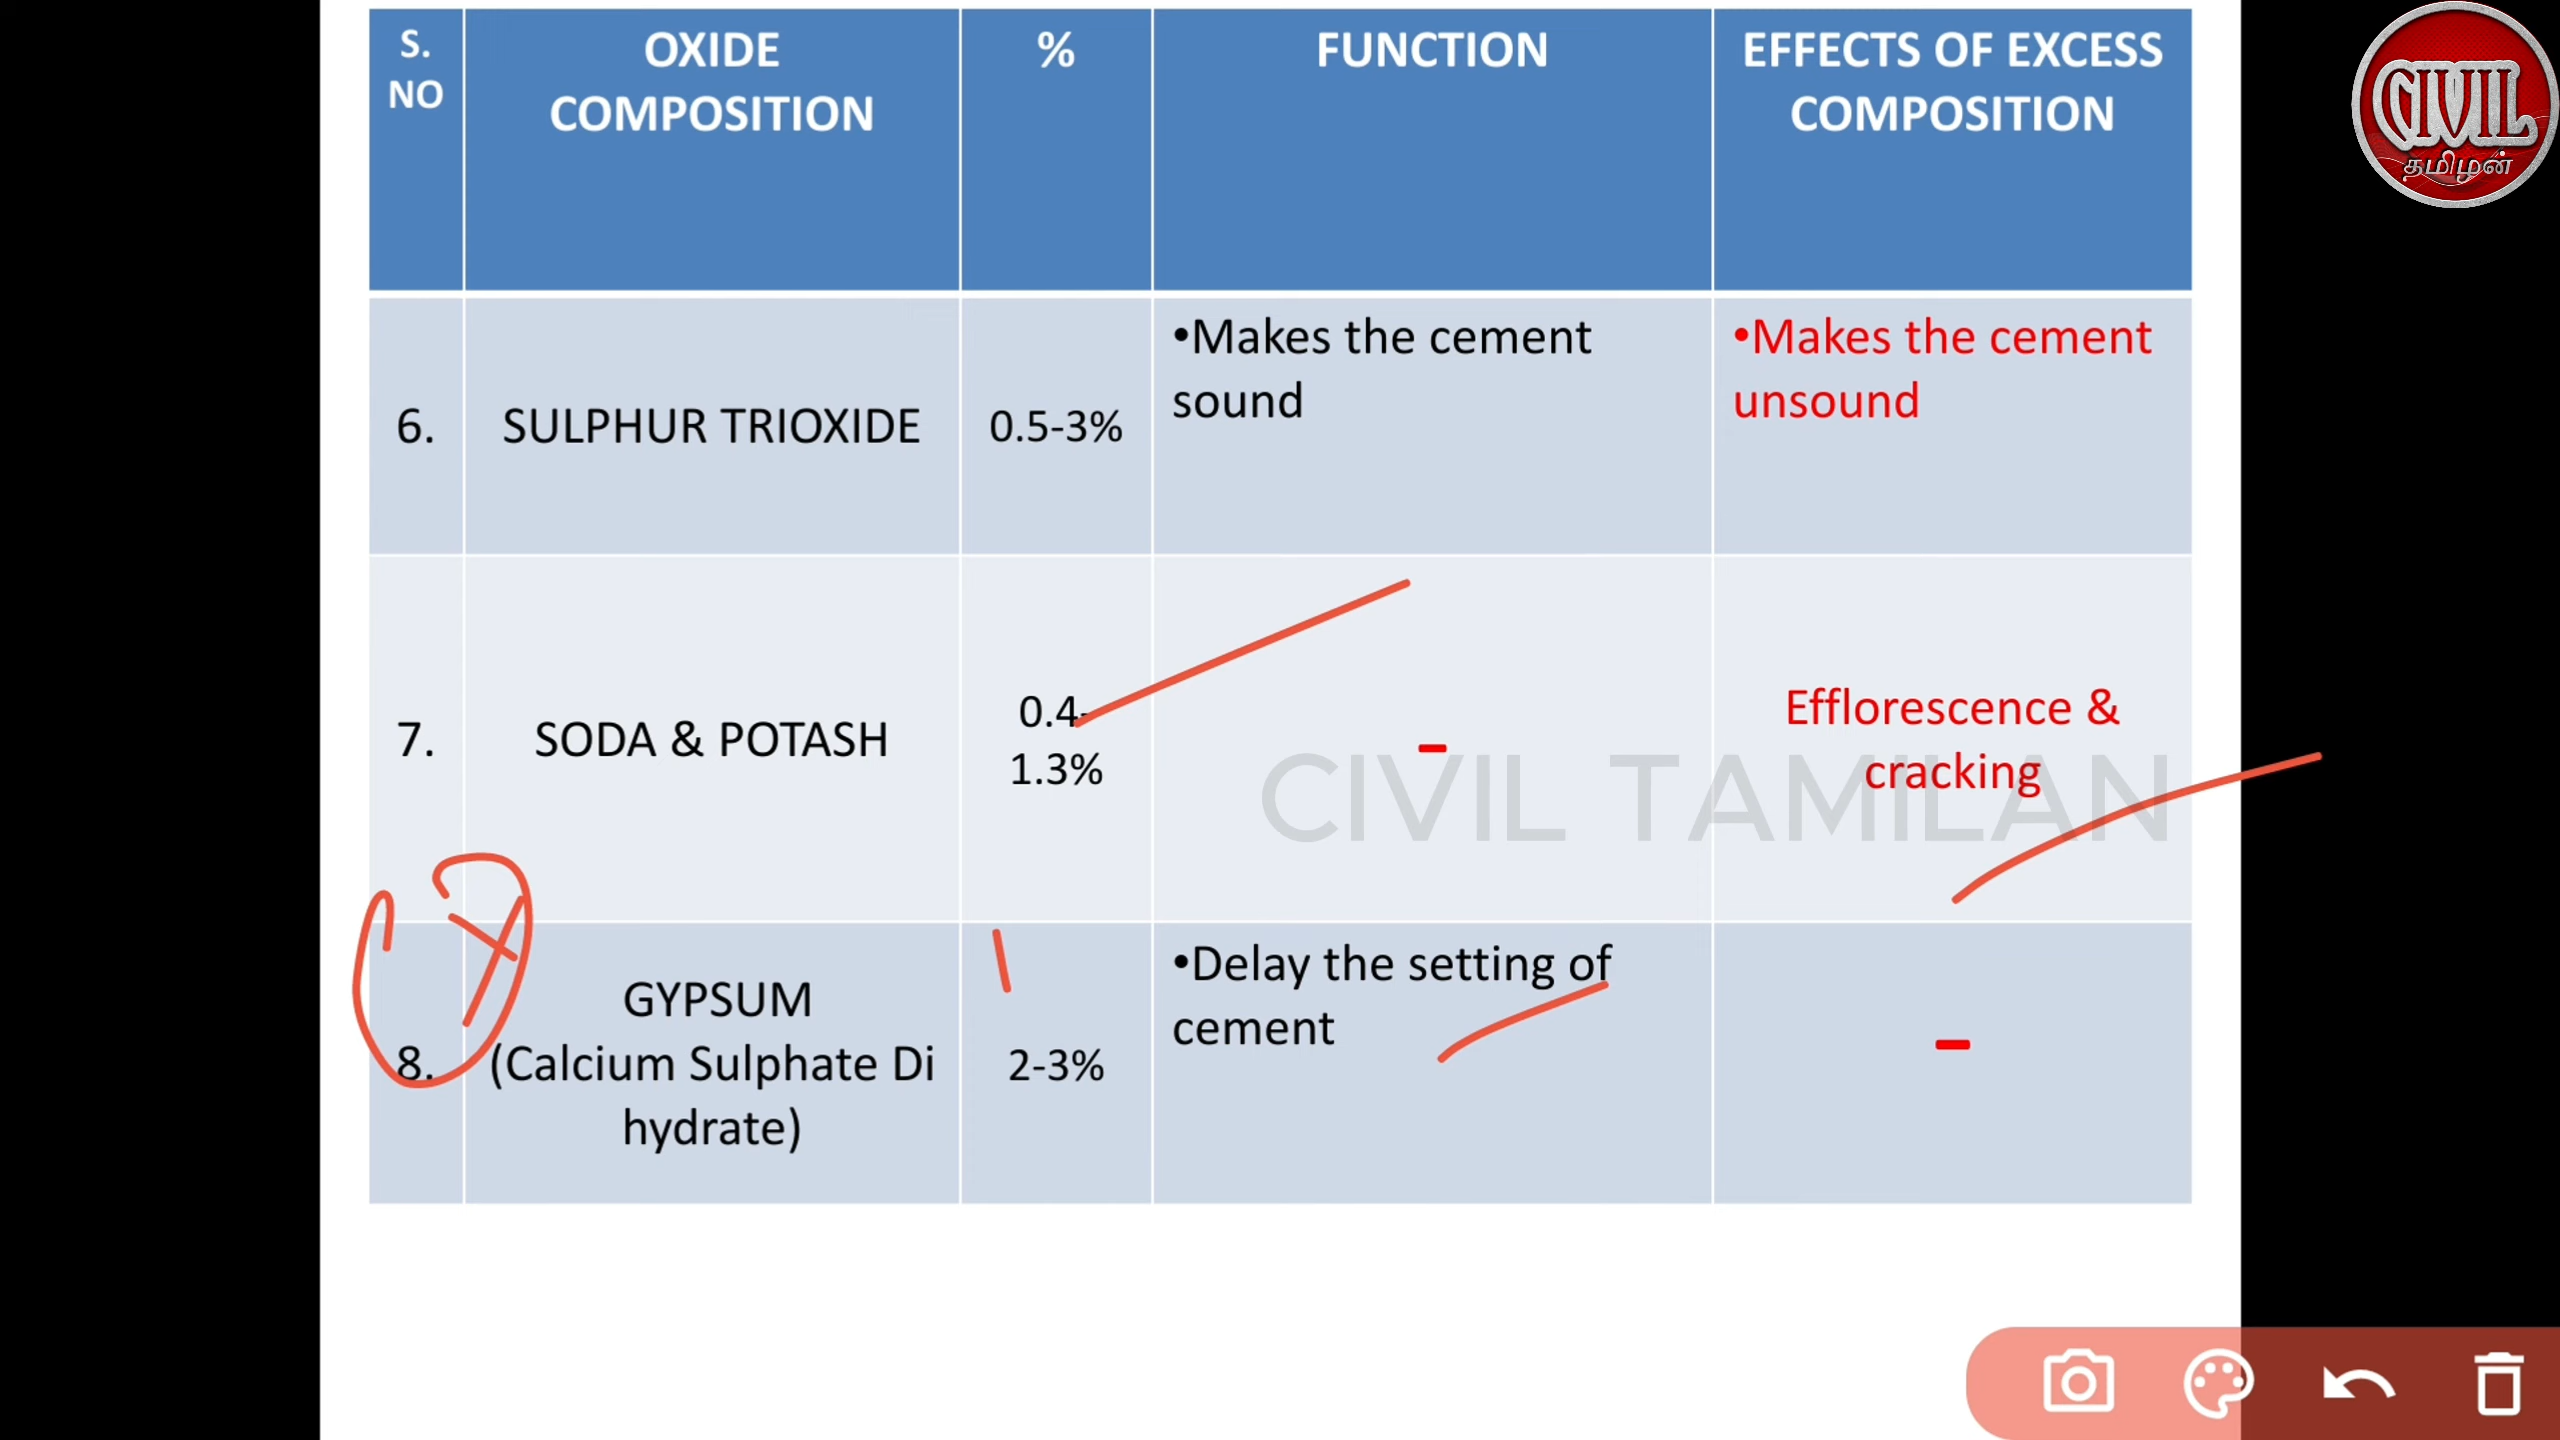 S.
NO
OXIDE
COMPOSITION
%
FUNCTION
EFFECTS OF EXCESS
COMPOSITION
CIVIL
தமிழன்
6.
SULPHUR TRIOXIDE
0.5-3%
•Makes the cement
sound
•Makes the cement
unsound
7.
SODA & POTASH
0.4-
1.3%
-
Efflorescence &
cracking
CIVIL TAMILAN
8.
GYPSUM
(Calcium Sulphate Di
hydrate)
2-3%
•Delay the setting of
cement
-